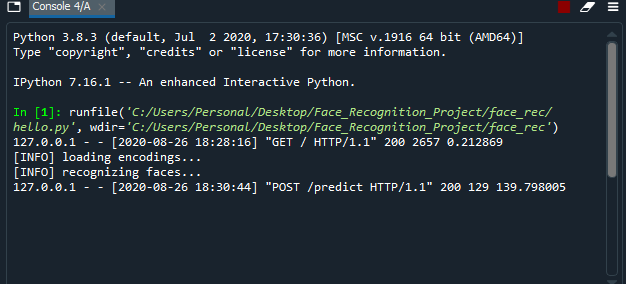 Console 4/A
Python 3.8.3 (default, Jul  2 2020, 17:30:36) [MSC v.1916 64 bit (AMD64)]
Type "copyright", "credits" or "license" for more information.
IPython 7.16.1 -- An enhanced Interactive Python.
In [1]: runfile('C:/Users/Personal/Desktop/Face_Recognition_Project/face_rec/
hello.py', wdir='C:/Users/Personal/Desktop/Face_Recognition_Project/face_rec')
127.0.0.1 - - [2020-08-26 18:28:16] "GET / HTTP/1.1" 200 2657 0.212869
[INFO] loading encodings...
[INFO] recognizing faces...
127.0.0.1 - - [2020-08-26 18:30:44] "POST /predict HTTP/1.1" 200 129 139.798005